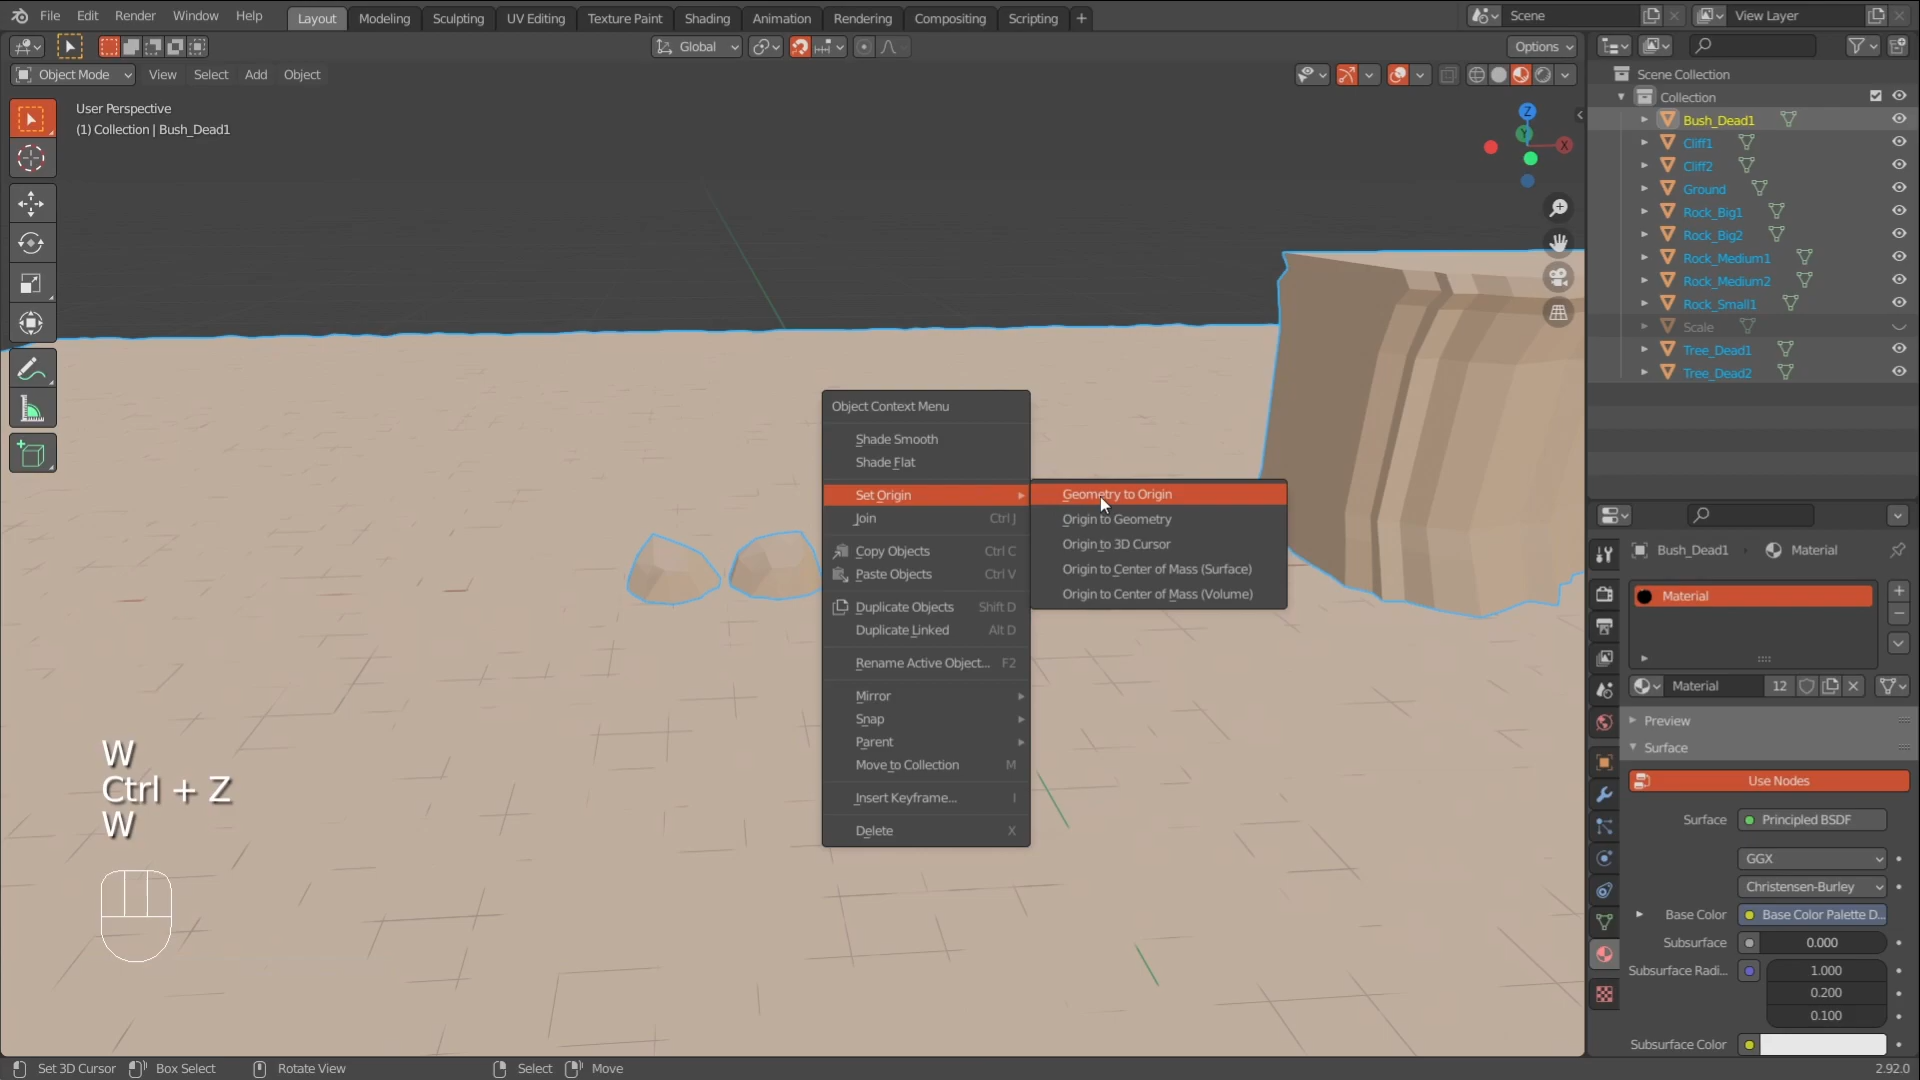 File Edit Render Window Help
Layout Modeling Sculpting UV Editing Texture Paint Shading Animation Rendering Compositing Scripting +
Scene
View Layer
Global
Options
Object Mode View Select Add Object
User Perspective
(1) Collection | Bush_Dead1
Z
Y
X
Scene Collection
Collection
Bush_Dead1
Cliff1
Cliff2
Ground
Rock_Big1
Rock_Big2
Rock_Medium1
Rock_Medium2
Rock_Small1
Scale
Tree_Dead1
Tree_Dead2
Object Context Menu
Shade Smooth
Shade Flat
Set Origin
Join Ctrl J
Copy Objects Ctrl C
Paste Objects Ctrl V
Duplicate Objects Shift D
Duplicate Linked Alt D
Rename Active Object... F2
Mirror
Snap
Parent
Move to Collection M
Insert Keyframe... I
Delete X
Geometry to Origin
Origin to Geometry
Origin to 3D Cursor
Origin to Center of Mass (Surface)
Origin to Center of Mass (Volume)
W
Ctrl + Z
W
Bush_Dead1 Material
Material
Material 12
Preview
Surface
Use Nodes
Surface Principled BSDF
GGX
Christensen-Burley
Base Color Base Color Palette D...
Subsurface 0.000
Subsurface Radi... 1.000
0.200
0.100
Subsurface Color
Set 3D Cursor Box Select Rotate View Select Move
2.92.0